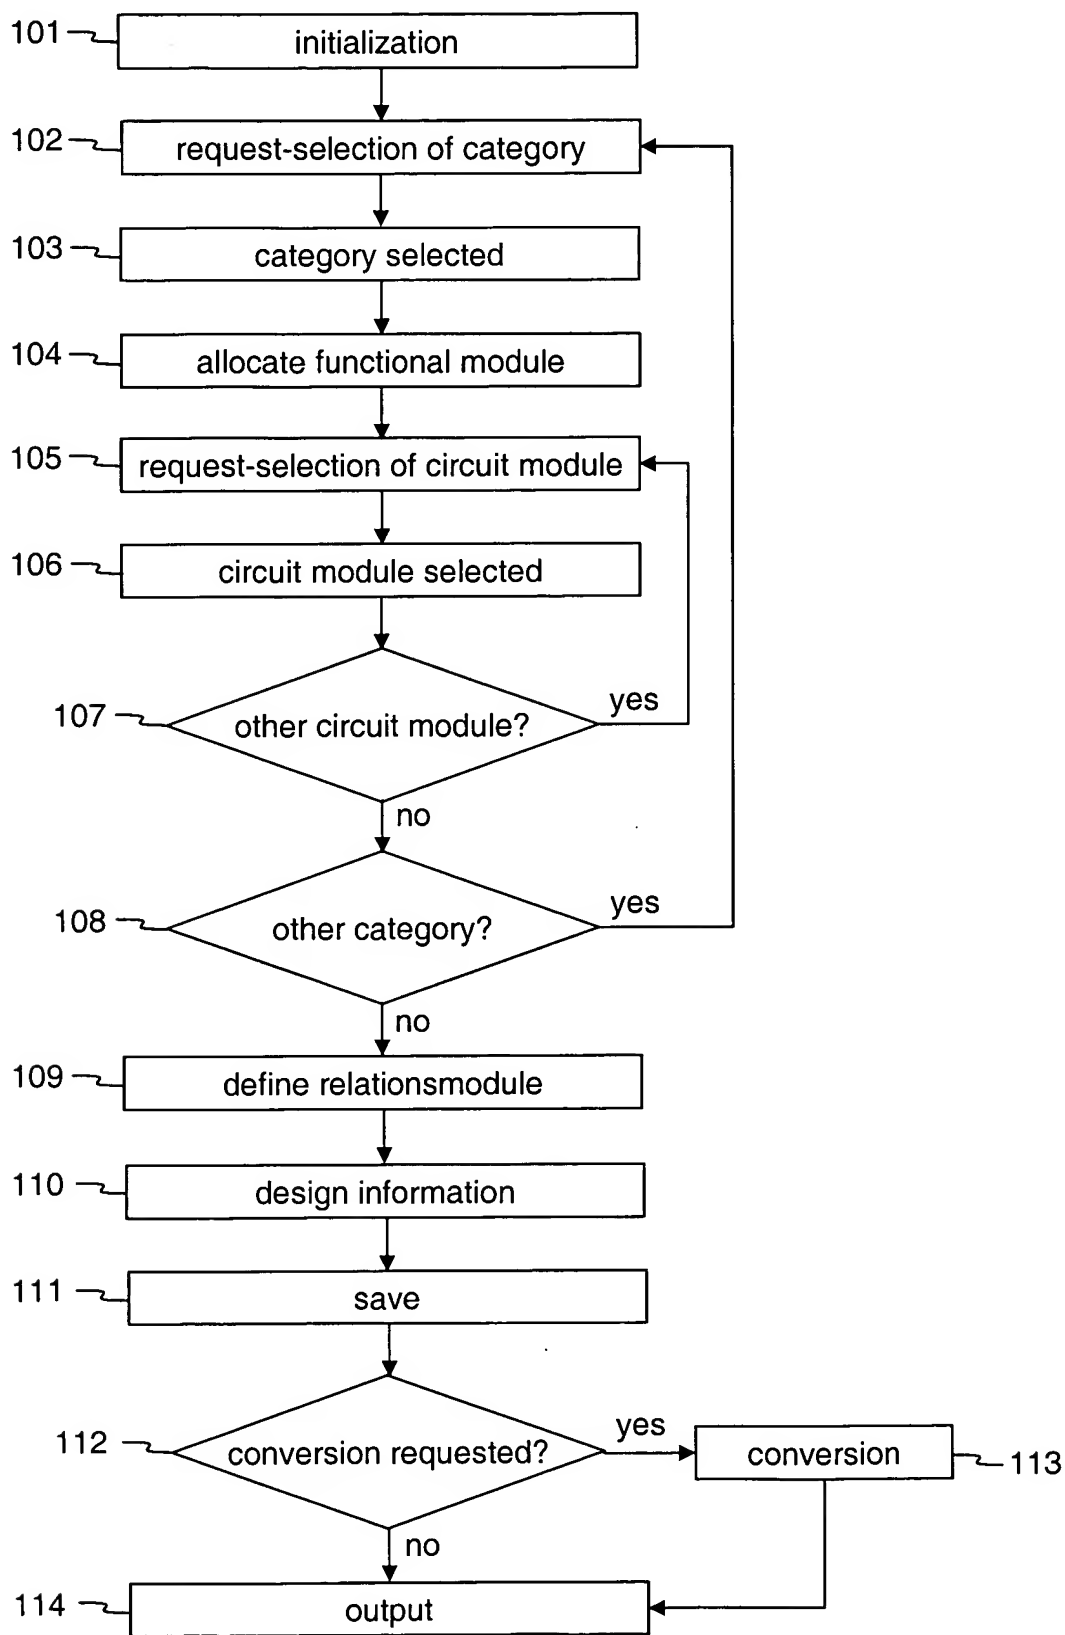 101 initialization
102 request-selection of category
103 category selected
104 allocate functional module
105 request-selection of circuit module
106 circuit module selected
107 other circuit module? yes
no
108 other category? yes
no
109 define relationsmodule
110 design information
111 save
112 conversion requested? yes conversion 113
no
114 output